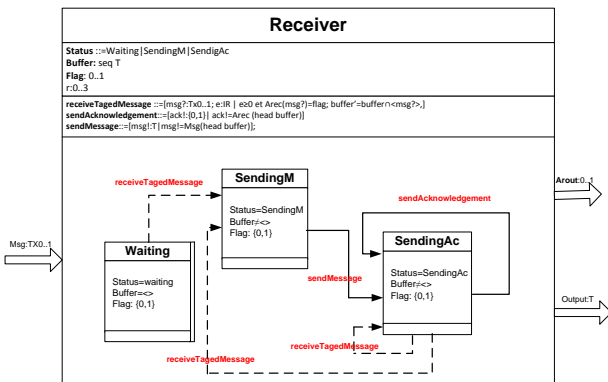 Receiver
Status ::=Waiting|SendingM|SendigAc
Buffer: seq T
Flag: 0..1
r:0..3
receiveTagedMessage ::=[msg?:Tx0..1; e:IR | e≥0 et Arec(msg?)=flag; buffer'=buffer∩<msg?>,]
sendAcknowledgement::=[ack!:{0,1}| ack!=Arec (head buffer)]
sendMessage::=[msg!:T|msg!=Msg(head buffer)];
SendingM
Status=SendingM
Buffer≠<>
Flag: {0,1}
receiveTagedMessage
Arout:0..1
sendAcknowledgement
Msg:TX0..1
Waiting
Status=waiting
Buffer=<>
Flag: {0,1}
SendingAc
Status=SendingAc
Buffer≠<>
Flag: {0,1}
sendMessage
Output:T
receiveTagedMessage
receiveTagedMessage